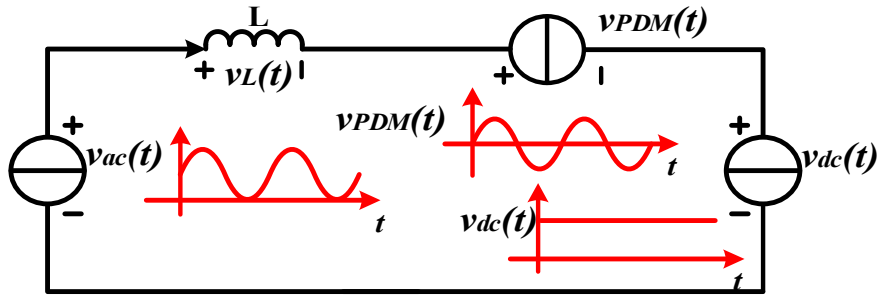 L
+ vL(t) −
vPDM(t)
+ −
+
vac(t)
−
t
vPDM(t)
t
vdc(t)
t
+
vdc(t)
−